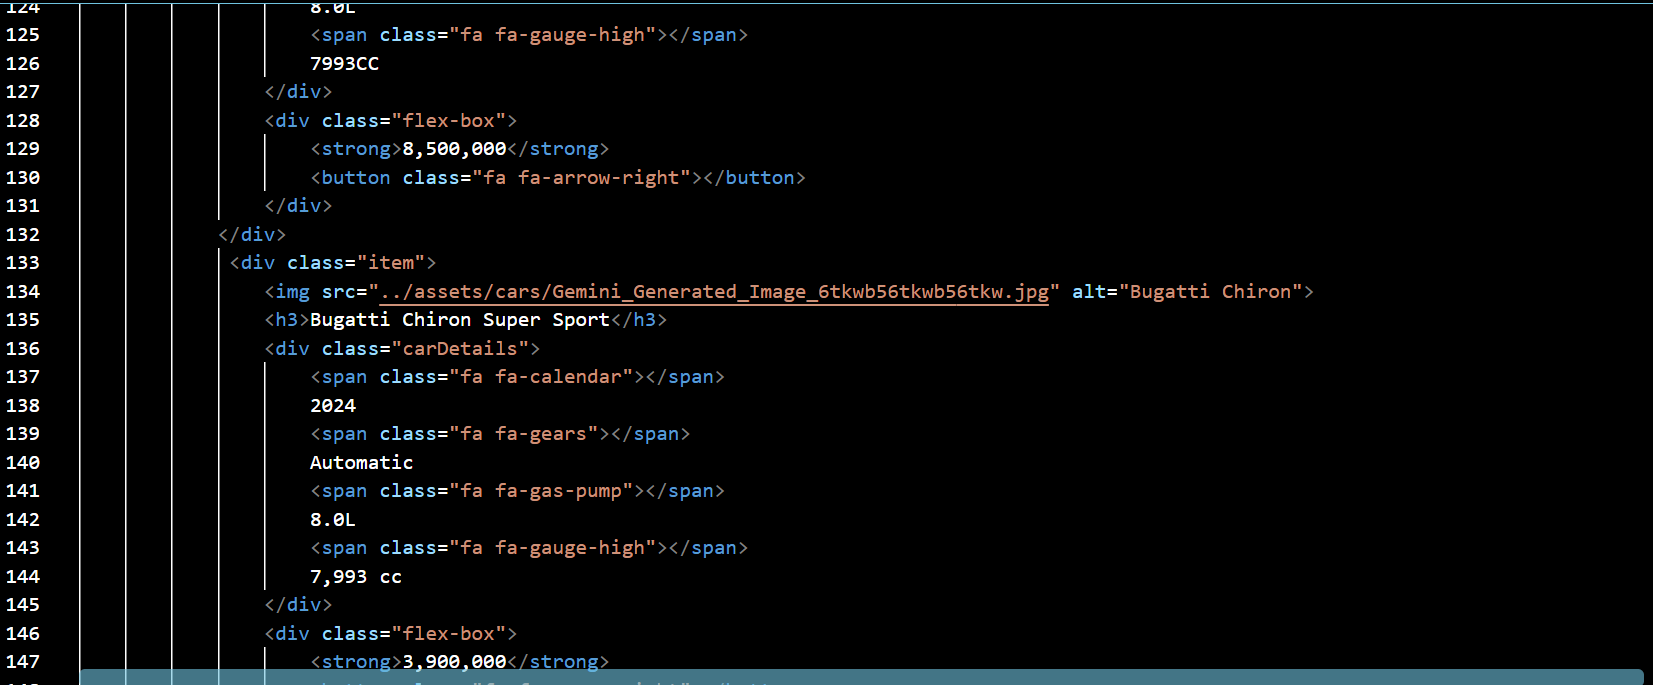 124 8.0L
125 <span class="fa fa-gauge-high"></span>
126 7993CC
127 </div>
128 <div class="flex-box">
129 <strong>8,500,000</strong>
130 <button class="fa fa-arrow-right"></button>
131 </div>
132 </div>
133 <div class="item">
134 <img src="../assets/cars/Gemini_Generated_Image_6tkwb56tkwb56tkw.jpg" alt="Bugatti Chiron">
135 <h3>Bugatti Chiron Super Sport</h3>
136 <div class="carDetails">
137 <span class="fa fa-calendar"></span>
138 2024
139 <span class="fa fa-gears"></span>
140 Automatic
141 <span class="fa fa-gas-pump"></span>
142 8.0L
143 <span class="fa fa-gauge-high"></span>
144 7,993 cc
145 </div>
146 <div class="flex-box">
147 <strong>3,900,000</strong>